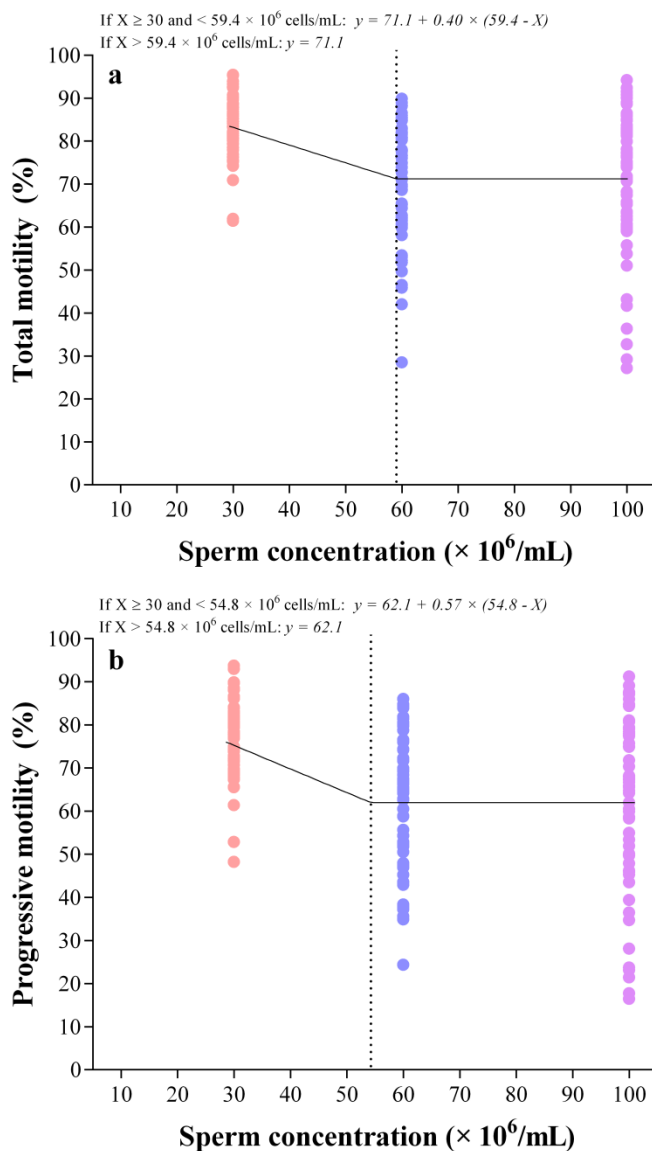 If X ≥ 30 and < 59.4 × 10⁶ cells/mL: y = 71.1 + 0.40 × (59.4 - X)
If X > 59.4 × 10⁶ cells/mL: y = 71.1
a
Total motility (%)
100
90
80
70
60
50
40
30
20
10
0
10 20 30 40 50 60 70 80 90 100
Sperm concentration (× 10⁶/mL)
If X ≥ 30 and < 54.8 × 10⁶ cells/mL: y = 62.1 + 0.57 × (54.8 - X)
If X > 54.8 × 10⁶ cells/mL: y = 62.1
b
Progressive motility (%)
100
90
80
70
60
50
40
30
20
10
0
10 20 30 40 50 60 70 80 90 100
Sperm concentration (× 10⁶/mL)